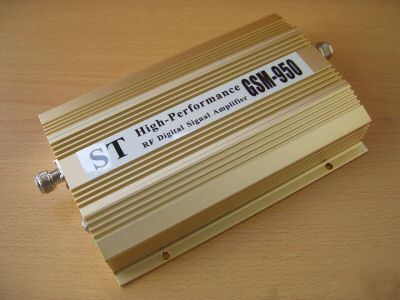 ST
High-Performance
RF Digital Signal Amplifier
GSM-950